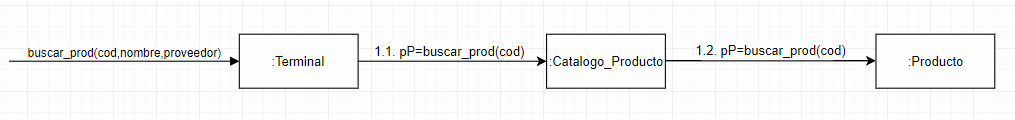 buscar_prod(cod,nombre,proveedor)
:Terminal
1.1. pP=buscar_prod(cod)
:Catalogo_Producto
1.2. pP=buscar_prod(cod)
:Producto